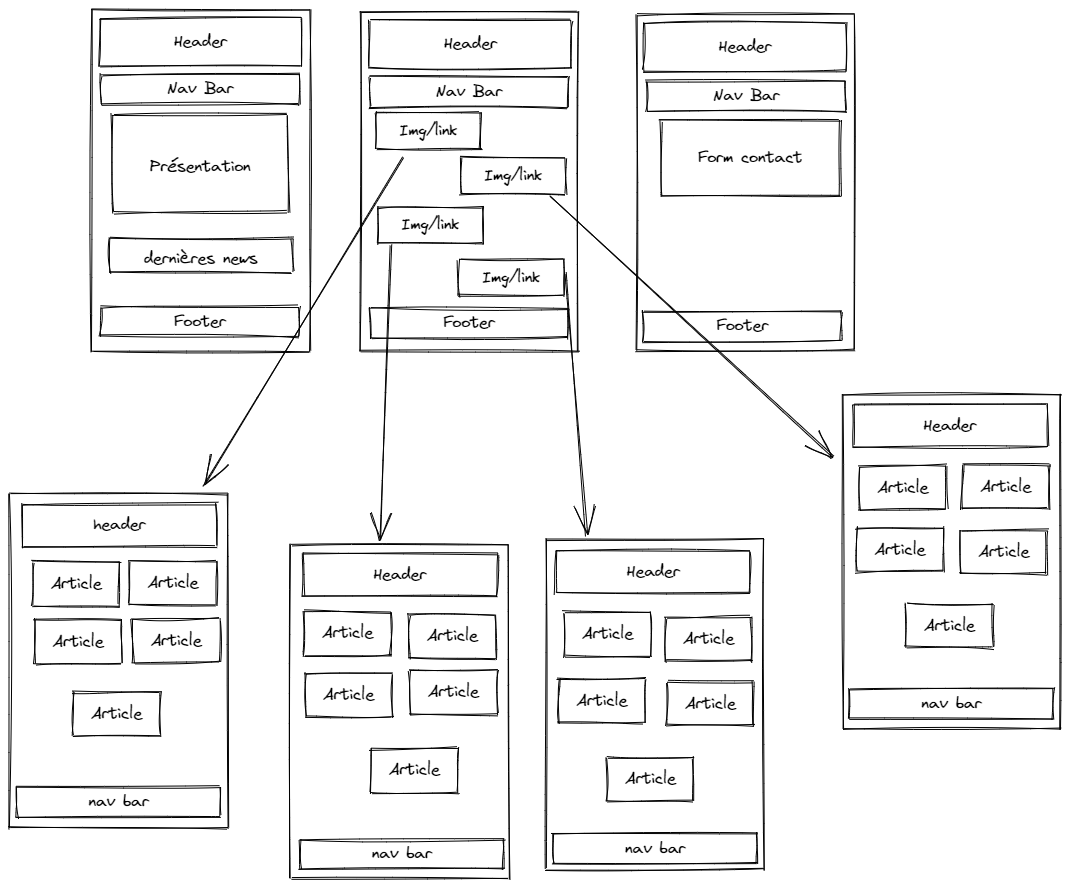 Header
Nav Bar
Présentation
dernières news
Footer
Header
Nav Bar
Img/link
Img/link
Img/link
Img/link
Footer
Header
Nav Bar
Form contact
Footer
header
Article
Article
Article
Article
Article
nav bar
Header
Article
Article
Article
Article
Article
nav bar
Header
Article
Article
Article
Article
Article
nav bar
Header
Article
Article
Article
Article
Article
nav bar